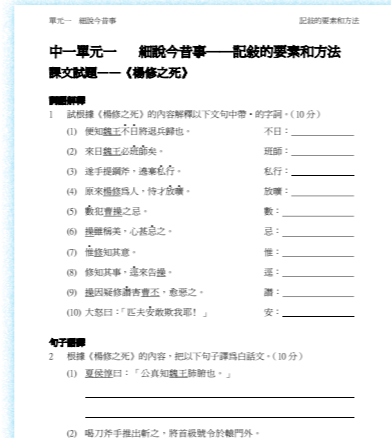 單元一　細說今昔事　記敍的要素和方法
中一單元一　細說今昔事——記敍的要素和方法
課文試題——《楊修之死》
詞語解釋
1　試根據《楊修之死》的內容解釋以下文句中帶•的字詞。(10 分)
(1) 便知魏王不日將退兵歸也。　不日：
(2) 來日魏王必班師矣。　班師：
(3) 遂手提鋼斧，遶寨私行。　私行：
(4) 原來楊修為人，恃才放曠。　放曠：
(5) 數犯曹操之忌。　數：
(6) 操雖稱美，心甚忌之。　忌：
(7) 惟修知其意。　惟：
(8) 修知其事，逕來告操。　逕：
(9) 操因疑修譖害曹丕，愈惡之。　譖：
(10) 大怒曰：「匹夫安敢欺我耶！」　安：
句子語譯
2　根據《楊修之死》的內容，把以下句子譯為白話文。(10 分)
(1) 夏侯惇曰：「公真知魏王肺腑也。」
(2) 喝刀斧手推出斬之，將首級號令於轅門外。